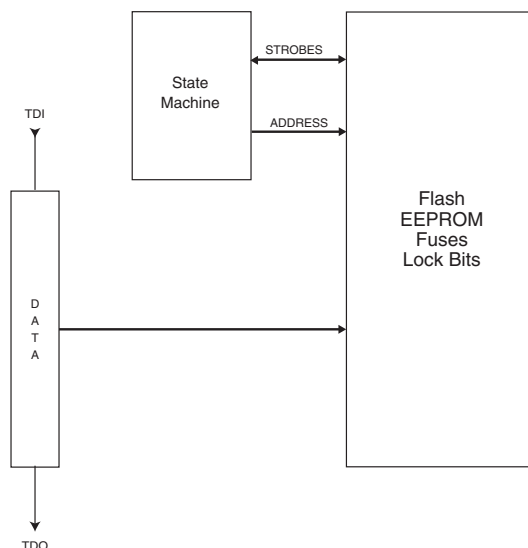 STROBES
State
Machine
ADDRESS
TDI
Flash
EEPROM
Fuses
Lock Bits
D
A
T
A
TDO